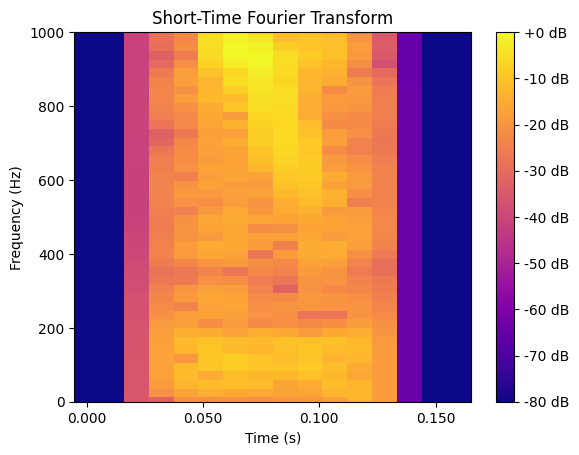 Short-Time Fourier Transform
Frequency (Hz)
1000
800
600
400
200
0
0.000
0.050
0.100
0.150
Time (s)
+0 dB
-10 dB
-20 dB
-30 dB
-40 dB
-50 dB
-60 dB
-70 dB
-80 dB